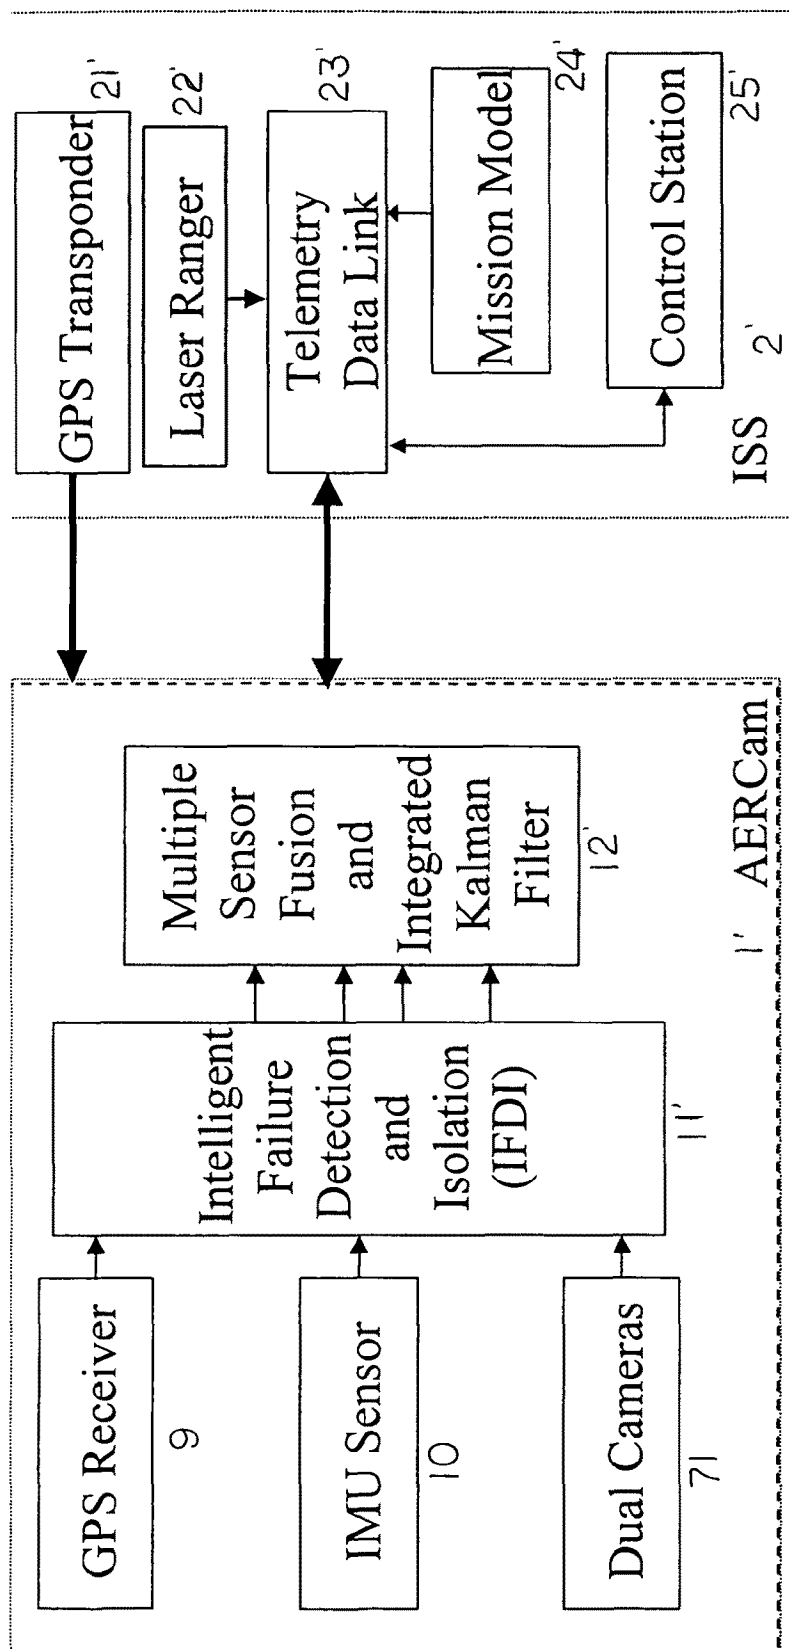 GPS Receiver
9
IMU Sensor
10
Dual Cameras
71
Intelligent
Failure
Detection
and
Isolation
(IFDI)
11'
Multiple
Sensor
Fusion
and
Integrated
Kalman
Filter
12'
1' AERCam
GPS Transponder
21'
Laser Ranger
22'
Telemetry
Data Link
23'
Mission Model
24'
Control Station
25'
ISS 2'